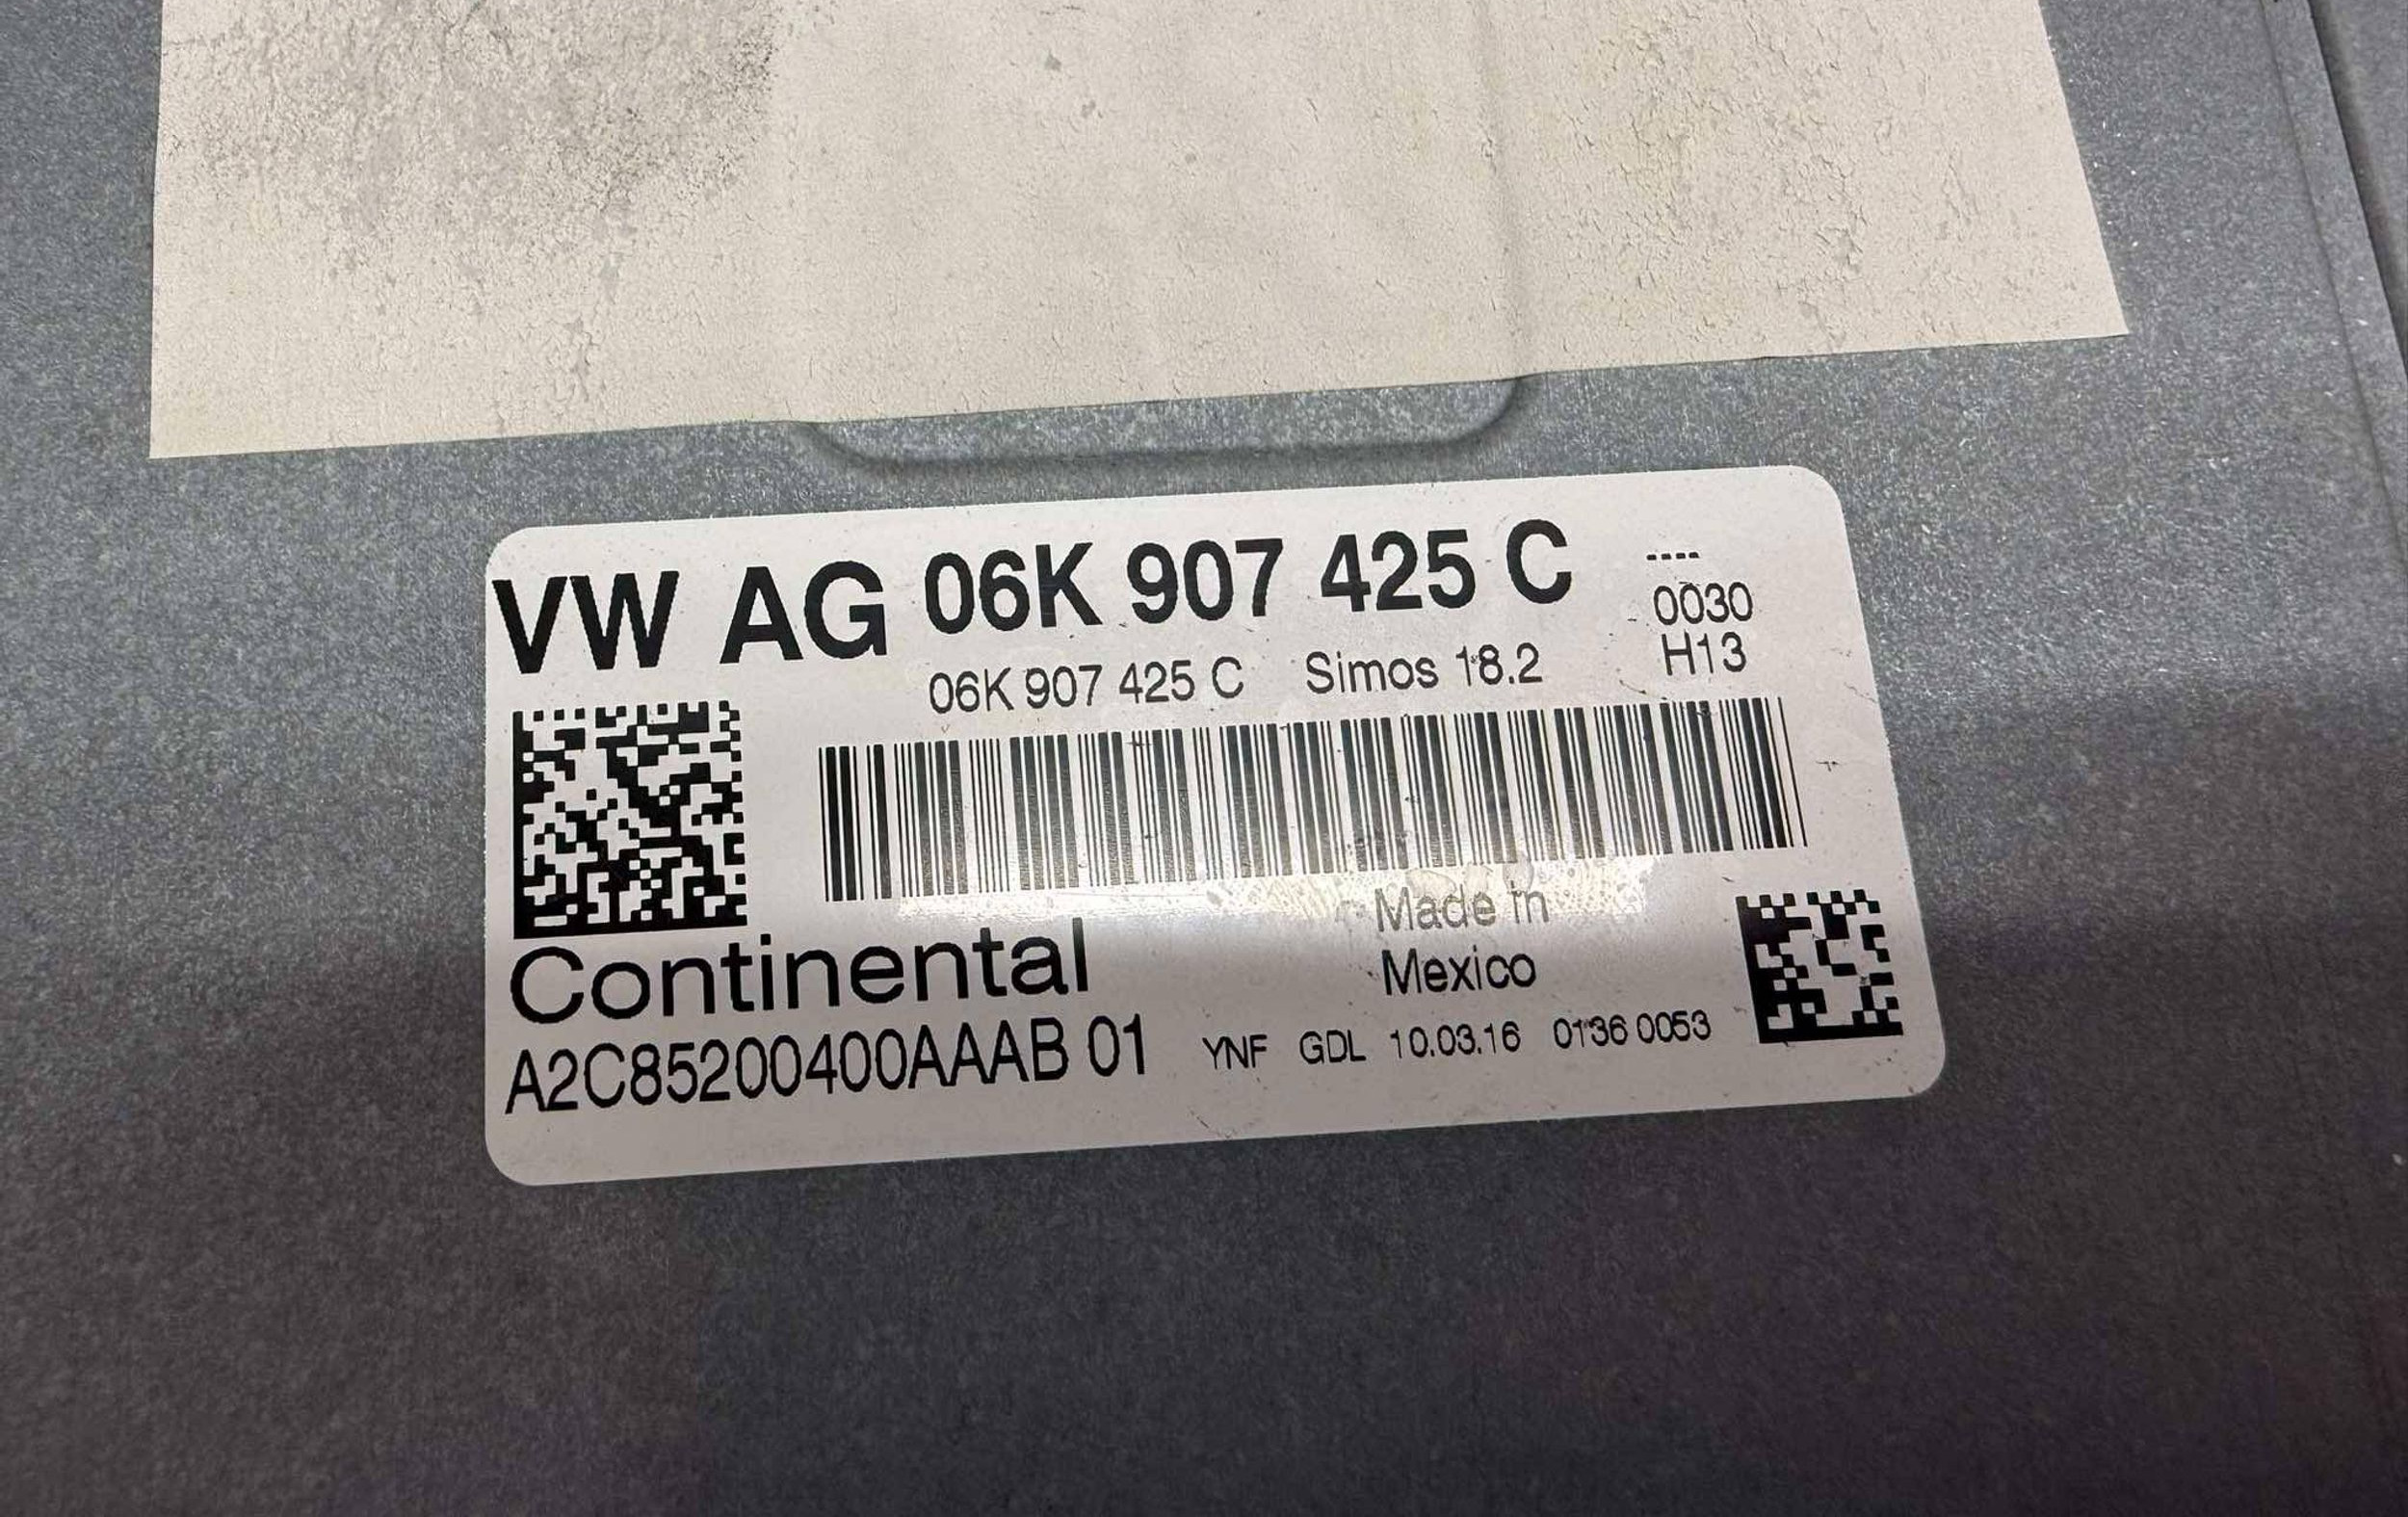 VW AG 06K 907 425 C ----
0030
06K 907 425 C Simos 18.2 H13
Made in
Continental Mexico
A2C85200400AAAB 01 YNF GDL 10.03.16 0136 0053